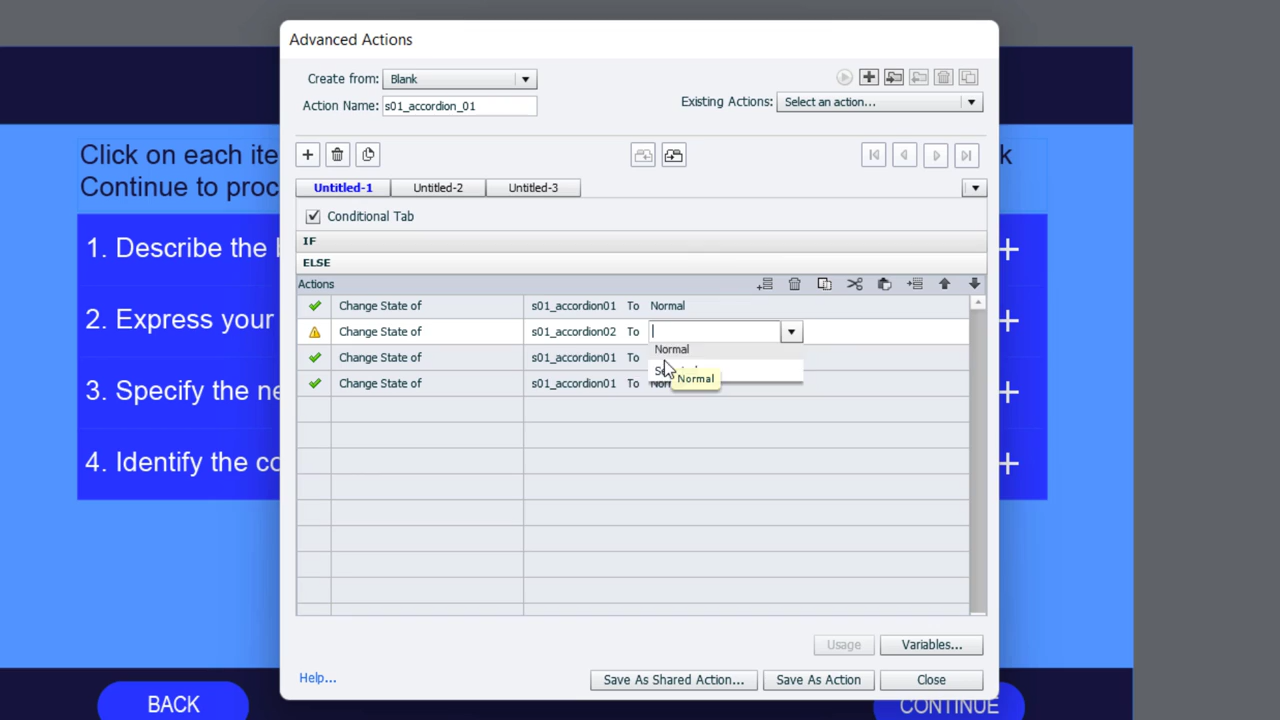 Advanced Actions
Create from: Blank
Action Name: s01_accordion_01
Existing Actions: Select an action...
Click on each ite
k
Continue to proc
Untitled-1 Untitled-2 Untitled-3
Conditional Tab
IF
ELSE
Actions
1. Describe the
2. Express your
3. Specify the ne
4. Identify the co
Change State of s01_accordion01 To Normal
Change State of s01_accordion02 To
Normal
Change State of s01_accordion01 To
Normal
Change State of s01_accordion01 To
Usage Variables...
Help... Save As Shared Action... Save As Action Close
BACK CONTINUE